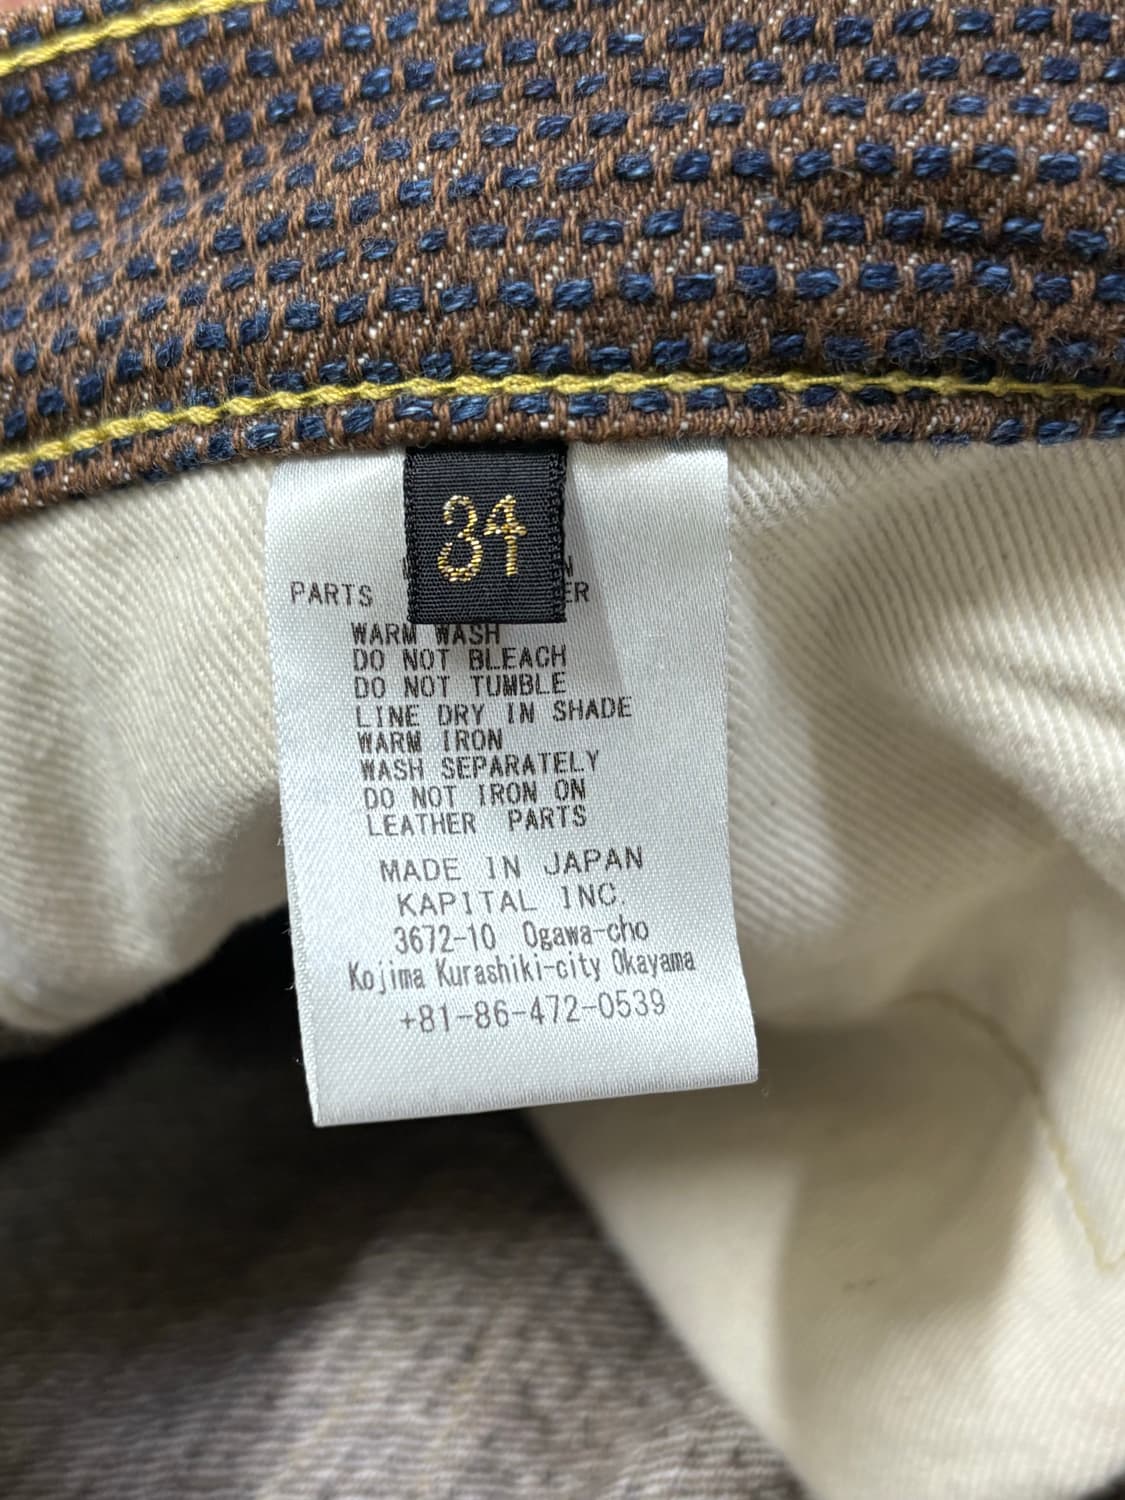 34
PARTS
WARM WASH
DO NOT BLEACH
DO NOT TUMBLE
LINE DRY IN SHADE
WARM IRON
WASH SEPARATELY
DO NOT IRON ON
LEATHER PARTS
MADE IN JAPAN
KAPITAL INC.
3672-10 Ogawa-cho
Kojima Kurashiki-city Okayama
+81-86-472-0539